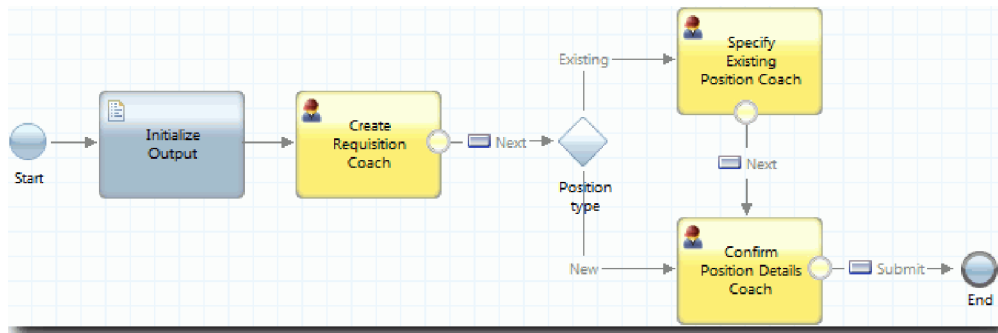 Start
Initialize
Output
Create
Requisition
Coach
Next
Position
type
Existing
New
Specify
Existing
Position Coach
Next
Confirm
Position Details
Coach
Submit
End